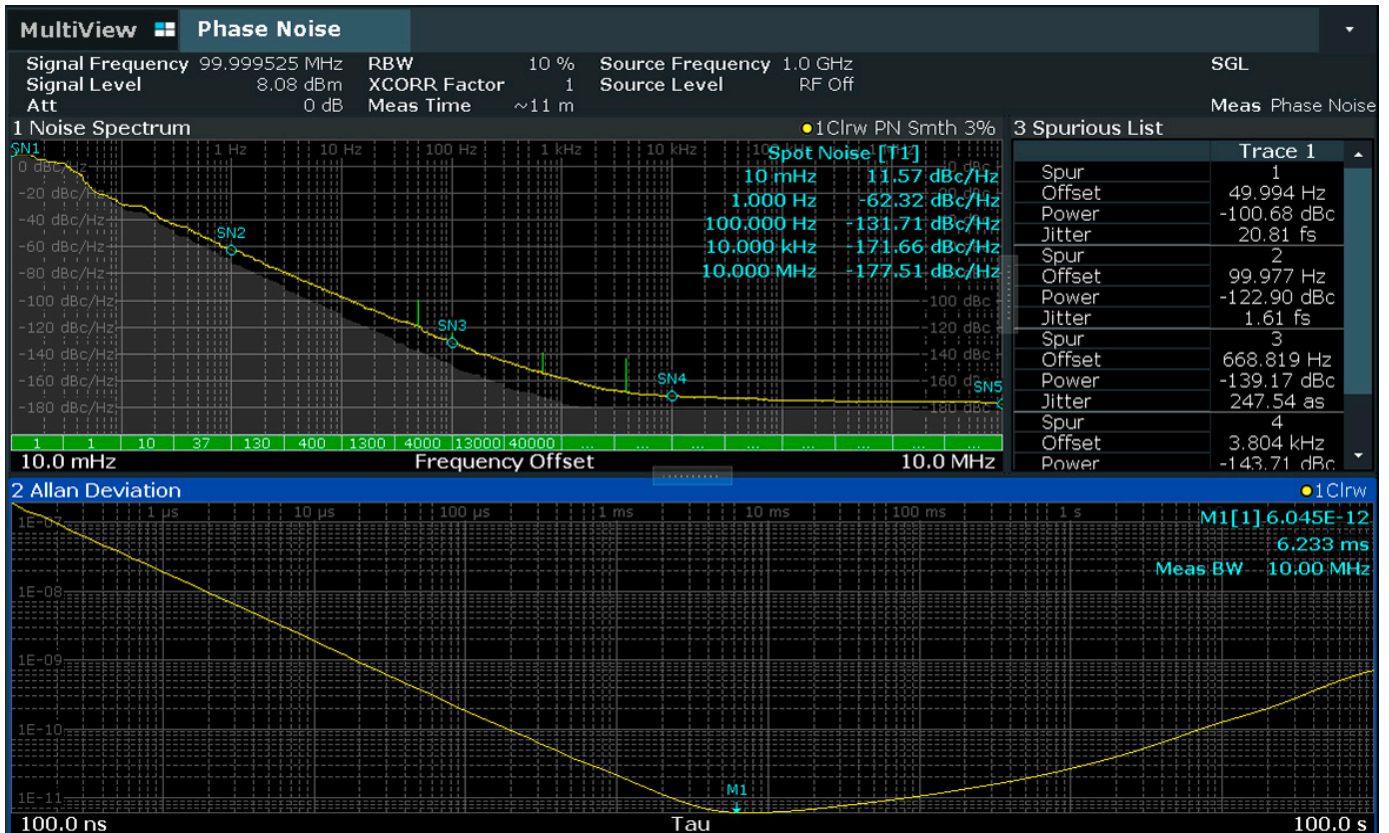 MultiView Phase Noise
Signal Frequency 99.999525 MHz RBW 10 % Source Frequency 1.0 GHz SGL
Signal Level 8.08 dBm XCORR Factor 1 Source Level RF Off
Att 0 dB Meas Time ~11 m Meas Phase Noise
1 Noise Spectrum 1Clrw PN Smth 3%
SN1 1 Hz 10 Hz 100 Hz 1 kHz 10 kHz
Spot Noise [T1]
10 mHz 11.57 dBc/Hz
1.000 Hz -62.32 dBc/Hz
100.000 Hz -131.71 dBc/Hz
10.000 kHz -171.66 dBc/Hz
10.000 MHz -177.51 dBc/Hz
0 dBc/Hz
-20 dBc/Hz
-40 dBc/Hz
SN2
-60 dBc/Hz
-80 dBc/Hz
-100 dBc/Hz -100 dBc
-120 dBc/Hz SN3 -120 dBc
-140 dBc/Hz -140 dBc
-160 dBc/Hz SN4 -160 dBc SN5
-180 dBc/Hz -180 dBc
1 1 10 37 130 400 1300 4000 13000 40000 ... ... ... ... ... ... ... ...
10.0 mHz Frequency Offset 10.0 MHz
3 Spurious List
Trace 1
Spur 1
Offset 49.994 Hz
Power -100.68 dBc
Jitter 20.81 fs
Spur 2
Offset 99.977 Hz
Power -122.90 dBc
Jitter 1.61 fs
Spur 3
Offset 668.819 Hz
Power -139.17 dBc
Jitter 247.54 as
Spur 4
Offset 3.804 kHz
Power -143.71 dBc
2 Allan Deviation 1Clrw
1 µs 10 µs 100 µs 1 ms 10 ms 100 ms 1 s
M1[1] 6.045E-12
6.233 ms
Meas BW 10.00 MHz
1E-07
1E-08
1E-09
1E-10
1E-11
M1
100.0 ns Tau 100.0 s